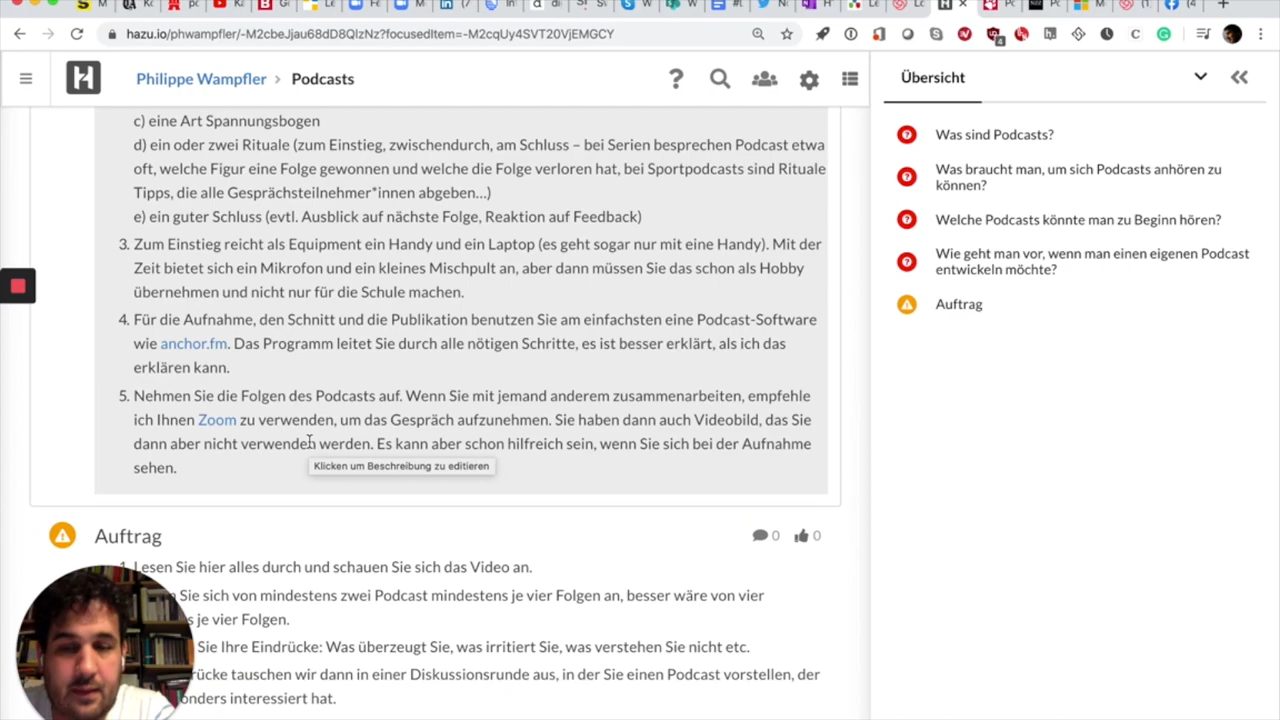 hazu.io/phwampfler/-M2cbeJjau68dD8QlzNz?focusedItem=-M2cqUy4SVT20VjEMGCY
Philippe Wampfler > Podcasts
c) eine Art Spannungsbogen
d) ein oder zwei Rituale (zum Einstieg, zwischendurch, am Schluss – bei Serien besprechen Podcast etwa
oft, welche Figur eine Folge gewonnen und welche die Folge verloren hat, bei Sportpodcasts sind Rituale
Tipps, die alle Gesprächsteilnehmer*innen abgeben...)
e) ein guter Schluss (evtl. Ausblick auf nächste Folge, Reaktion auf Feedback)
3. Zum Einstieg reicht als Equipment ein Handy und ein Laptop (es geht sogar nur mit eine Handy). Mit der
Zeit bietet sich ein Mikrofon und ein kleines Mischpult an, aber dann müssen Sie das schon als Hobby
übernehmen und nicht nur für die Schule machen.
4. Für die Aufnahme, den Schnitt und die Publikation benutzen Sie am einfachsten eine Podcast-Software
wie anchor.fm. Das Programm leitet Sie durch alle nötigen Schritte, es ist besser erklärt, als ich das
erklären kann.
5. Nehmen Sie die Folgen des Podcasts auf. Wenn Sie mit jemand anderem zusammenarbeiten, empfehle
ich Ihnen Zoom zu verwenden, um das Gespräch aufzunehmen. Sie haben dann auch Videobild, das Sie
dann aber nicht verwenden werden. Es kann aber schon hilfreich sein, wenn Sie sich bei der Aufnahme
sehen.
Klicken um Beschreibung zu editieren
Auftrag
0 0
Lesen Sie hier alles durch und schauen Sie sich das Video an.
Sie sich von mindestens zwei Podcast mindestens je vier Folgen an, besser wäre von vier
je vier Folgen.
Sie Ihre Eindrücke: Was überzeugt Sie, was irritiert Sie, was verstehen Sie nicht etc.
tauschen wir dann in einer Diskussionsrunde aus, in der Sie einen Podcast vorstellen, der
interessiert hat.
Übersicht
Was sind Podcasts?
Was braucht man, um sich Podcasts anhören zu
können?
Welche Podcasts könnte man zu Beginn hören?
Wie geht man vor, wenn man einen eigenen Podcast
entwickeln möchte?
Auftrag